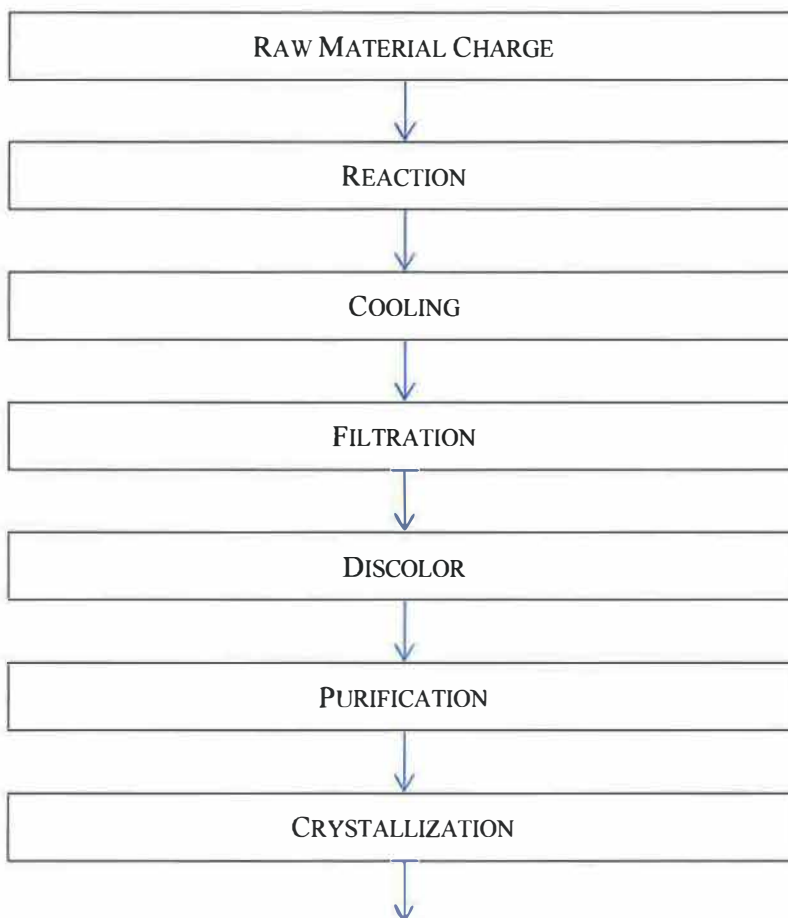 RAW MATERIAL CHARGE
REACTION
COOLING
FILTRATION
DISCOLOR
PURIFICATION
CRYSTALLIZATION